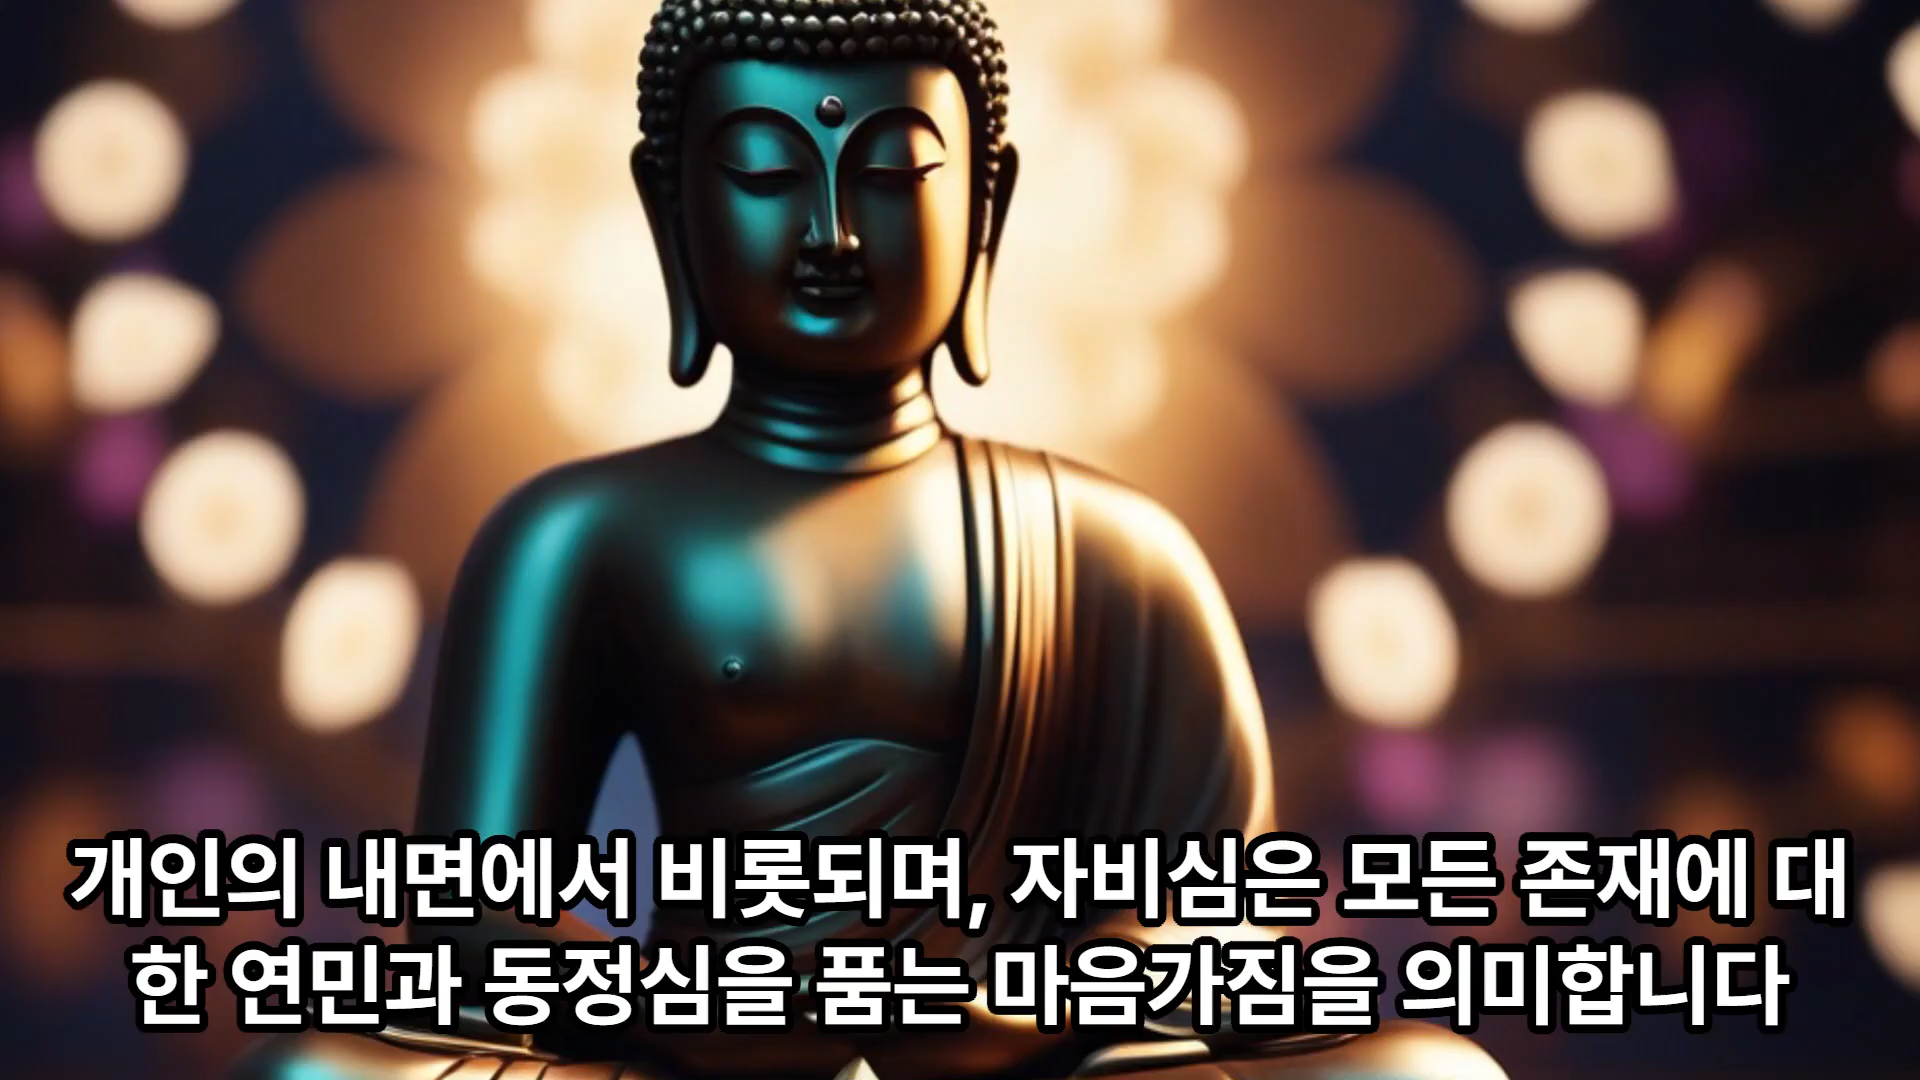 개인의 내면에서 비롯되며, 자비심은 모든 존재에 대
한 연민과 동정심을 품는 마음가짐을 의미합니다